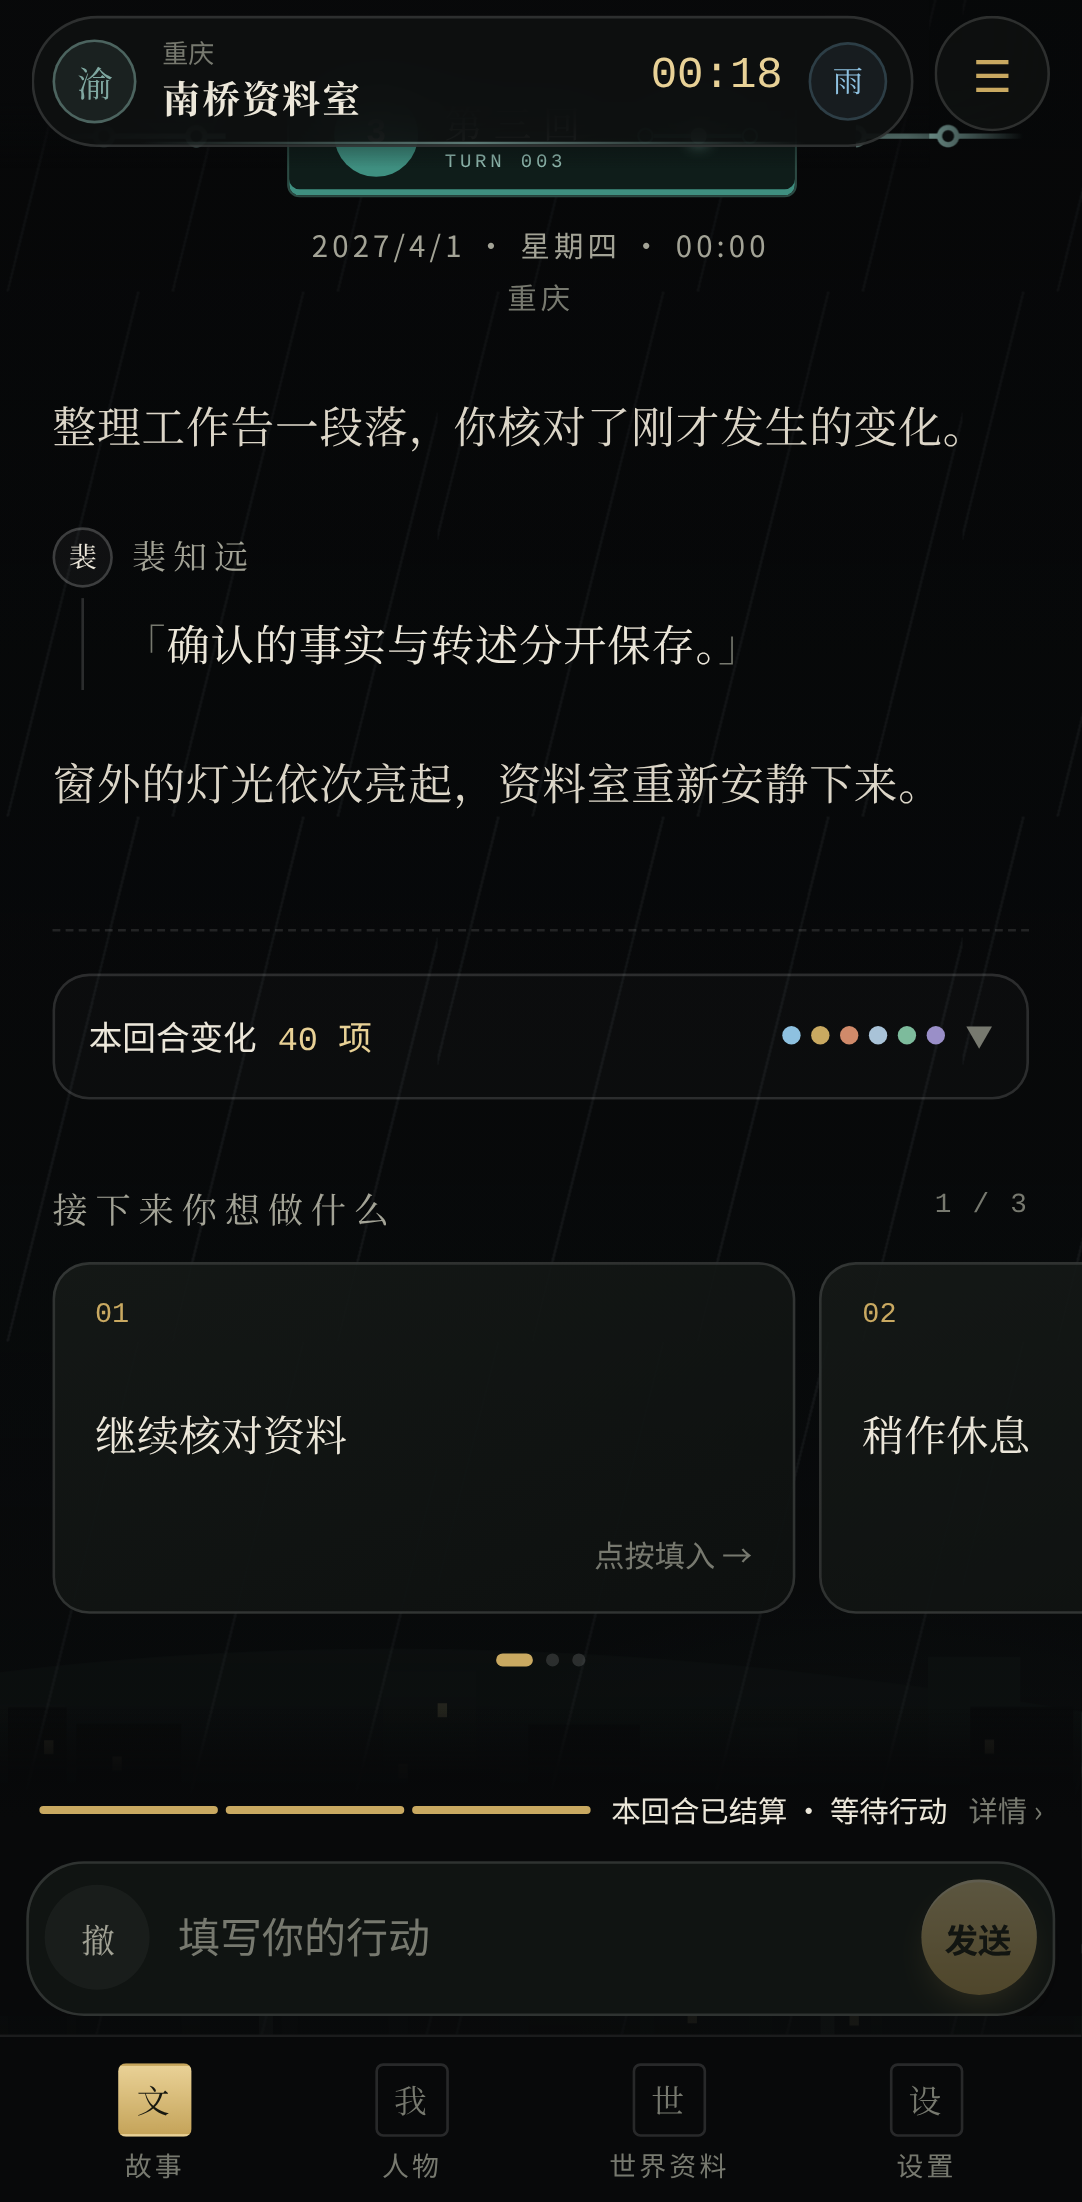 渝
重庆
南桥资料室
00:18
雨
☰
TURN 003
2027/4/1 · 星期四 · 00:00
重庆
整理工作告一段落，你核对了刚才发生的变化。
裴 裴知远
「确认的事实与转述分开保存。」
窗外的灯光依次亮起，资料室重新安静下来。
本回合变化 40 项
接下来你想做什么 1 / 3
01
继续核对资料
点按填入 →
02
稍作休息
本回合已结算 · 等待行动 详情 ›
撤 填写你的行动 发送
文 我 世 设
故事 人物 世界资料 设置